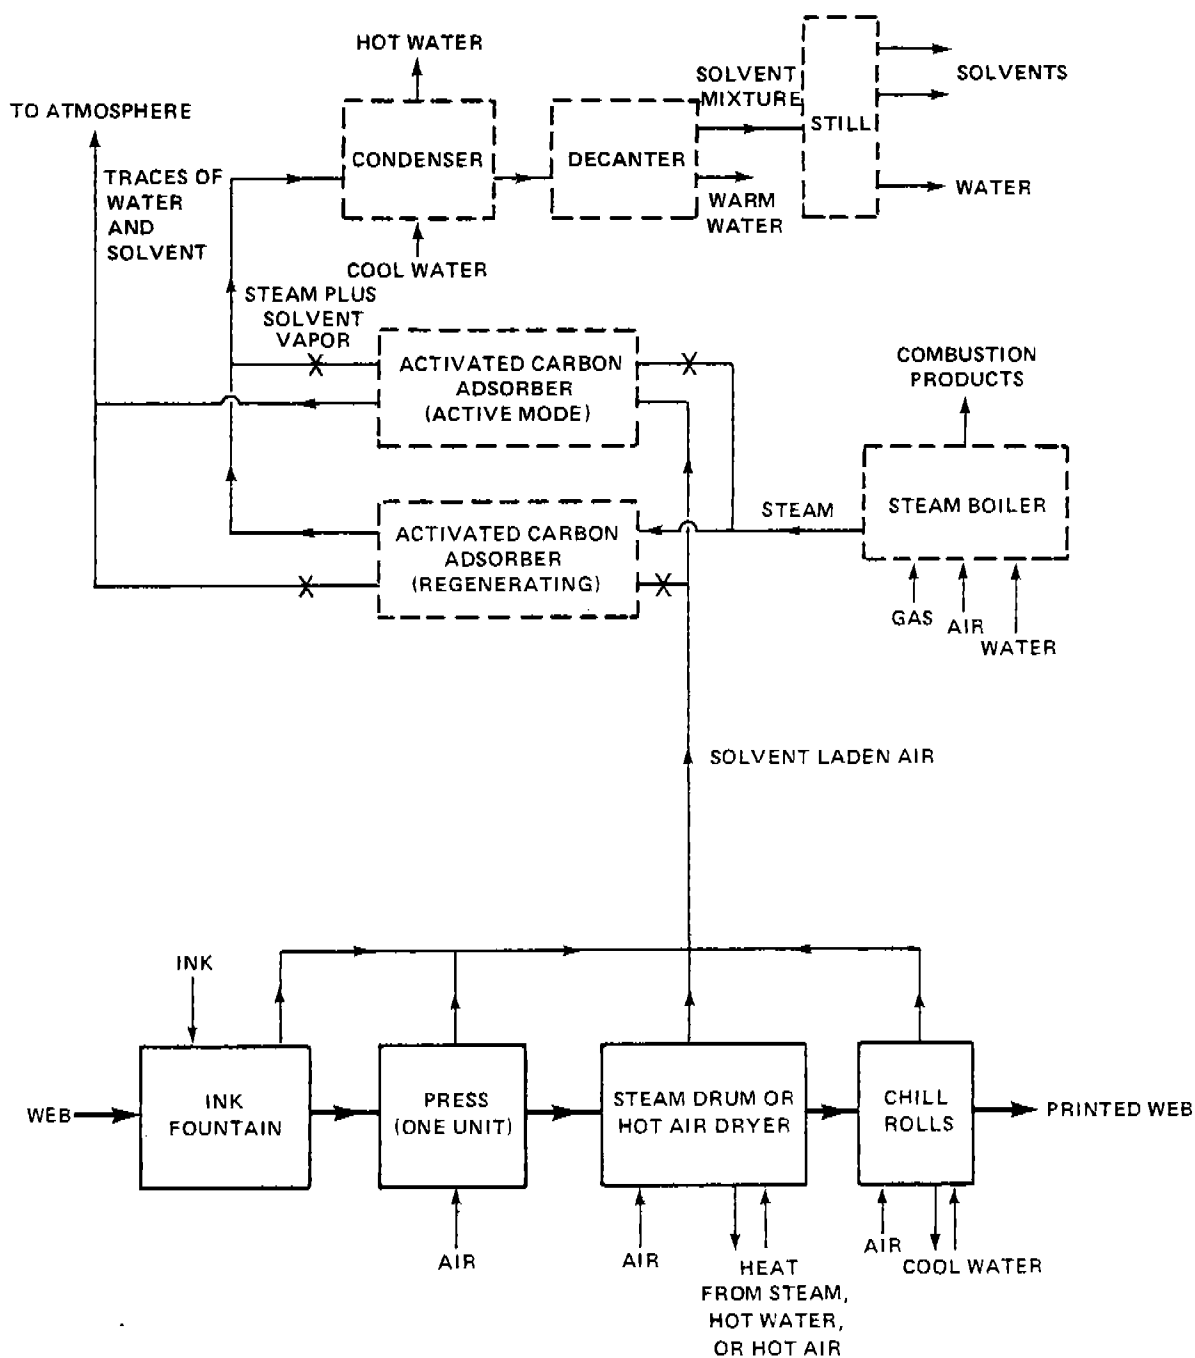 HOT WATER
TO ATMOSPHERE
TRACES OF
WATER
AND
SOLVENT
CONDENSER
DECANTER
SOLVENT
MIXTURE
STILL
SOLVENTS
WATER
WARM
WATER
COOL WATER
STEAM PLUS
SOLVENT
VAPOR
ACTIVATED CARBON
ADSORBER
(ACTIVE MODE)
COMBUSTION
PRODUCTS
STEAM
STEAM BOILER
ACTIVATED CARBON
ADSORBER
(REGENERATING)
GAS
AIR
WATER
SOLVENT LADEN AIR
INK
WEB
INK
FOUNTAIN
PRESS
(ONE UNIT)
STEAM DRUM OR
HOT AIR DRYER
CHILL
ROLLS
PRINTED WEB
AIR
AIR
HEAT
FROM STEAM,
HOT WATER,
OR HOT AIR
AIR
COOL WATER